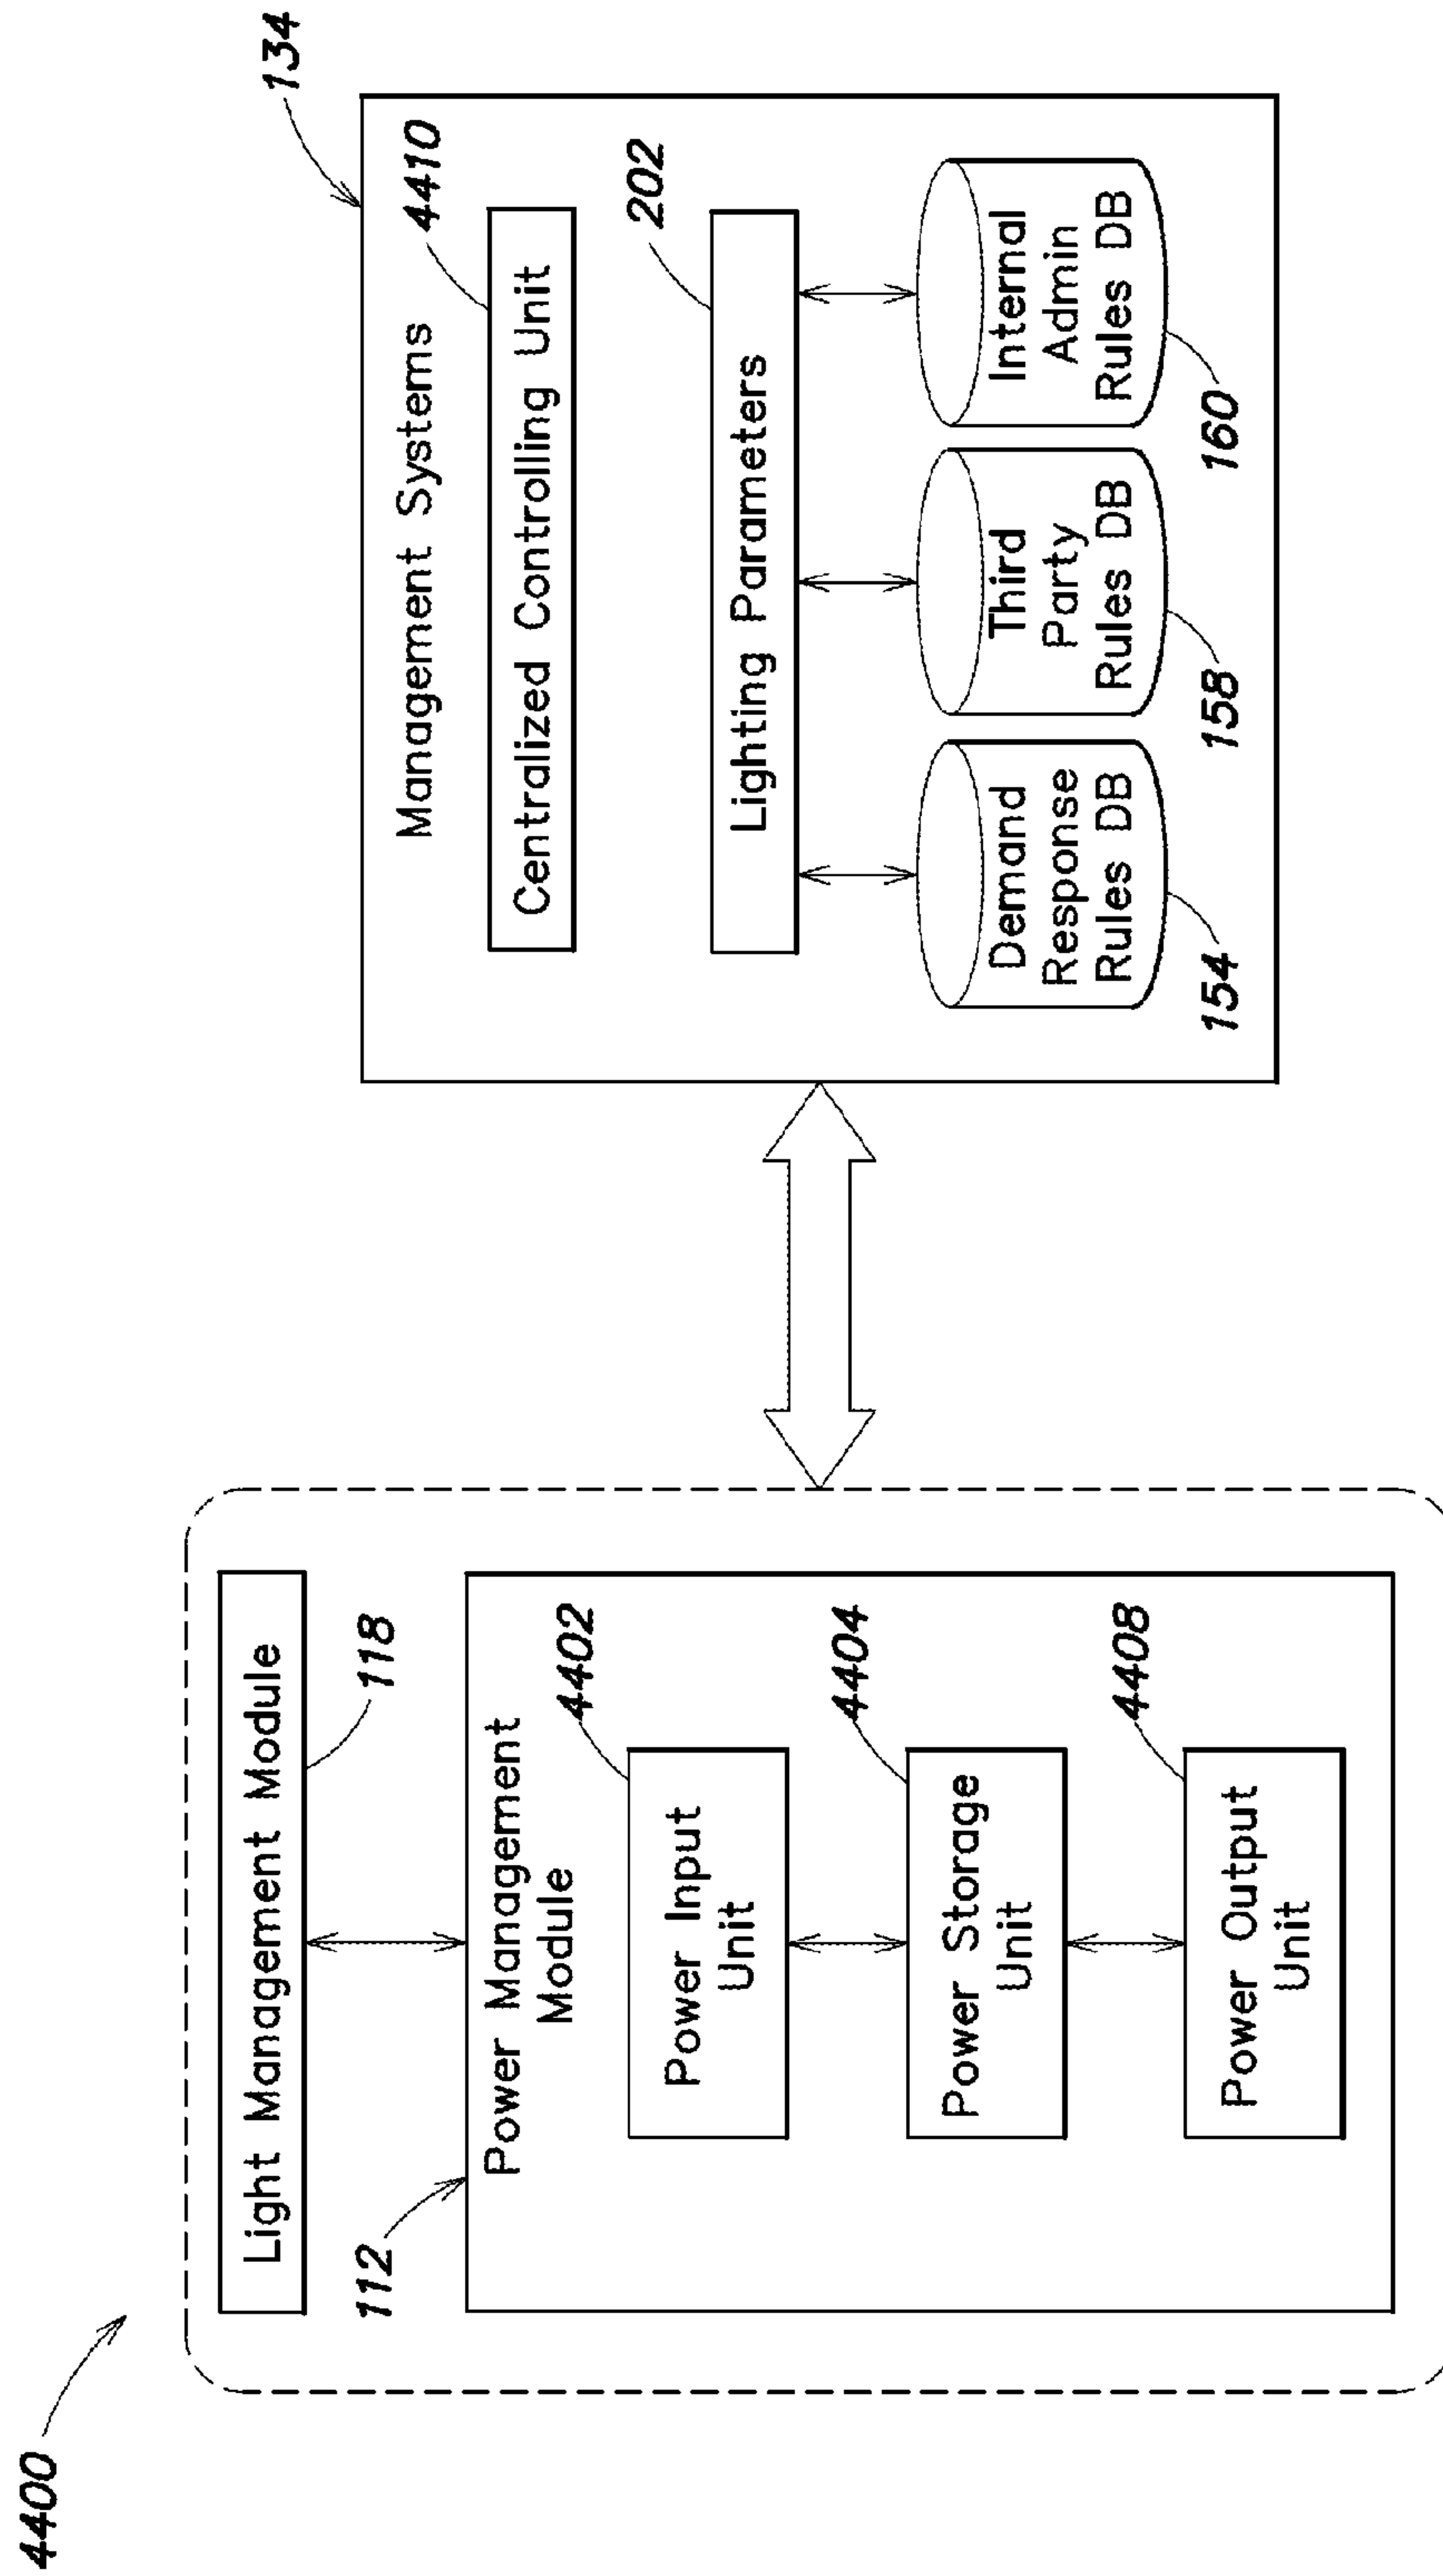 4400
Light Management Module
118
112
Power Management
Module
4402
Power Input
Unit
4404
Power Storage
Unit
4408
Power Output
Unit
134
Management Systems
4410
Centralized Controlling Unit
202
Lighting Parameters
Demand
Response
Rules DB
154
Third
Party
Rules DB
158
Internal
Admin
Rules DB
160